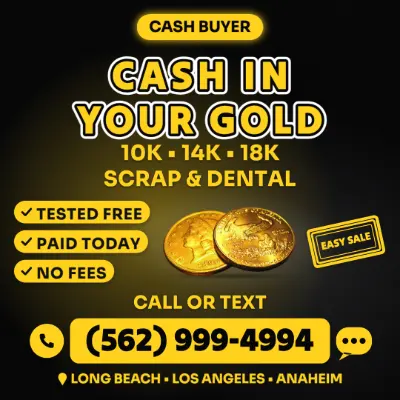 CASH BUYER
CASH IN
YOUR GOLD
10K ▪ 14K ▪ 18K
SCRAP & DENTAL
✓ TESTED FREE
✓ PAID TODAY
✓ NO FEES
EASY SALE
CALL OR TEXT
(562) 999-4994
LONG BEACH ▪ LOS ANGELES ▪ ANAHEIM